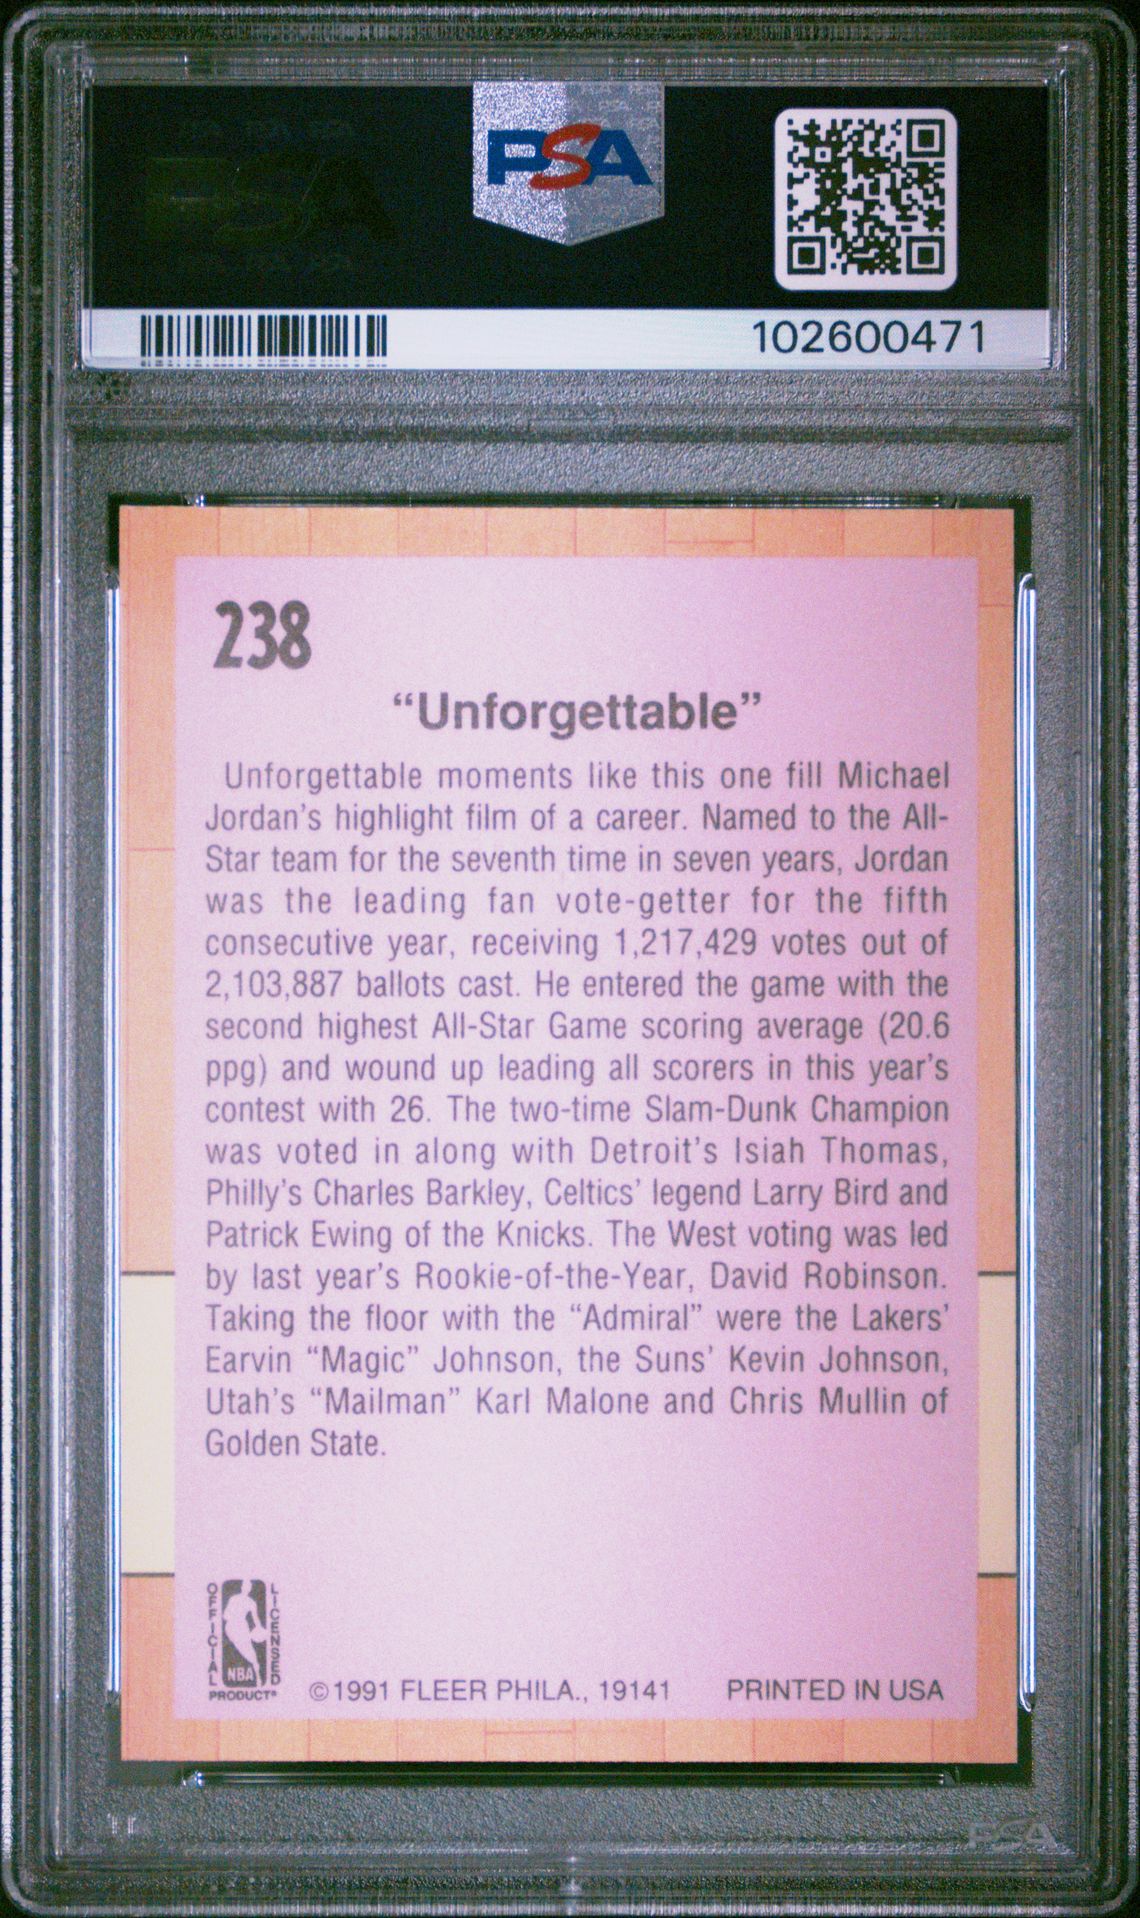 PSA
102600471
238
“Unforgettable”
Unforgettable moments like this one fill Michael
Jordan's highlight film of a career. Named to the All-
Star team for the seventh time in seven years, Jordan
was the leading fan vote-getter for the fifth
consecutive year, receiving 1,217,429 votes out of
2,103,887 ballots cast. He entered the game with the
second highest All-Star Game scoring average (20.6
ppg) and wound up leading all scorers in this year's
contest with 26. The two-time Slam-Dunk Champion
was voted in along with Detroit's Isiah Thomas,
Philly's Charles Barkley, Celtics' legend Larry Bird and
Patrick Ewing of the Knicks. The West voting was led
by last year's Rookie-of-the-Year, David Robinson.
Taking the floor with the “Admiral” were the Lakers'
Earvin “Magic” Johnson, the Suns' Kevin Johnson,
Utah's “Mailman” Karl Malone and Chris Mullin of
Golden State.
OFFICIAL
LICENSED
NBA
PRODUCT®
©1991 FLEER PHILA., 19141
PRINTED IN USA
PSA